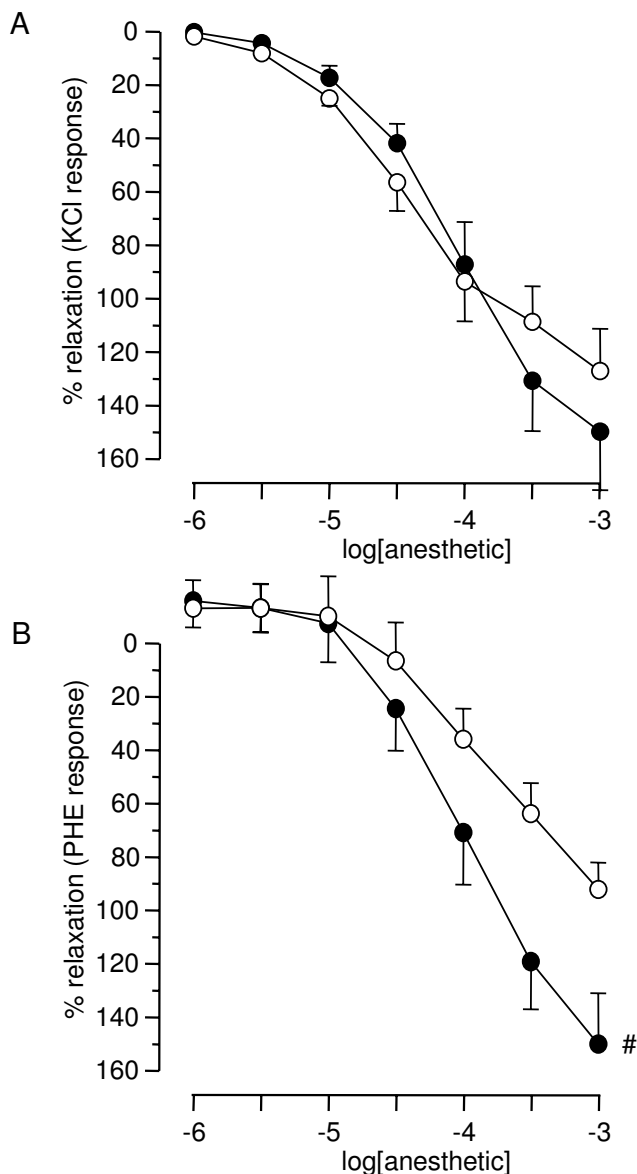 A
% relaxation (KCl response)
0
20
40
60
80
100
120
140
160
-6 -5 -4 -3
log[anesthetic]
B
% relaxation (PHE response)
0
20
40
60
80
100
120
140
160
#
-6 -5 -4 -3
log[anesthetic]